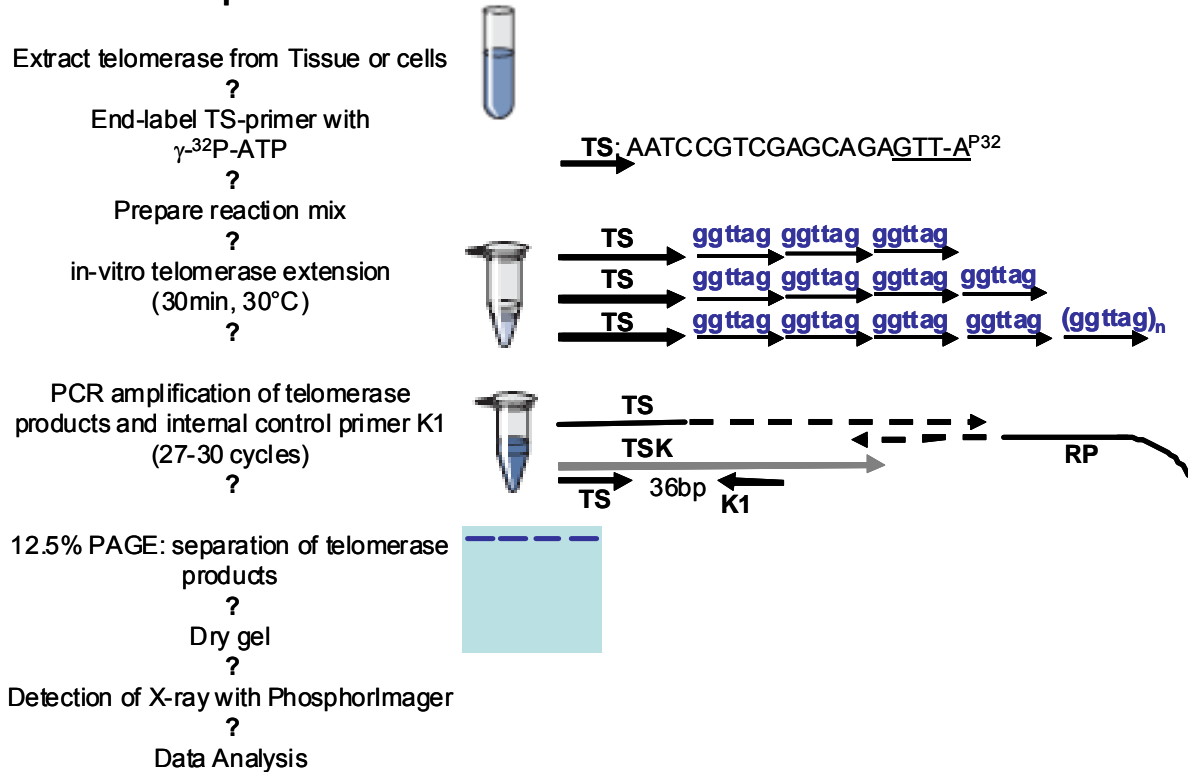 Extract telomerase from Tissue or cells
?
End-label TS-primer with
γ-³²P-ATP
?
TS: AATCCGTCGAGCAGAGTT-A^P32
Prepare reaction mix
?
in-vitro telomerase extension
(30min, 30°C)
?
TS ggttag ggttag ggttag
TS ggttag ggttag ggttag ggttag
TS ggttag ggttag ggttag ggttag (ggttag)n
PCR amplification of telomerase
products and internal control primer K1
(27-30 cycles)
?
TS
TSK
RP
TS 36bp K1
12.5% PAGE: separation of telomerase
products
?
Dry gel
?
Detection of X-ray with PhosphorImager
?
Data Analysis